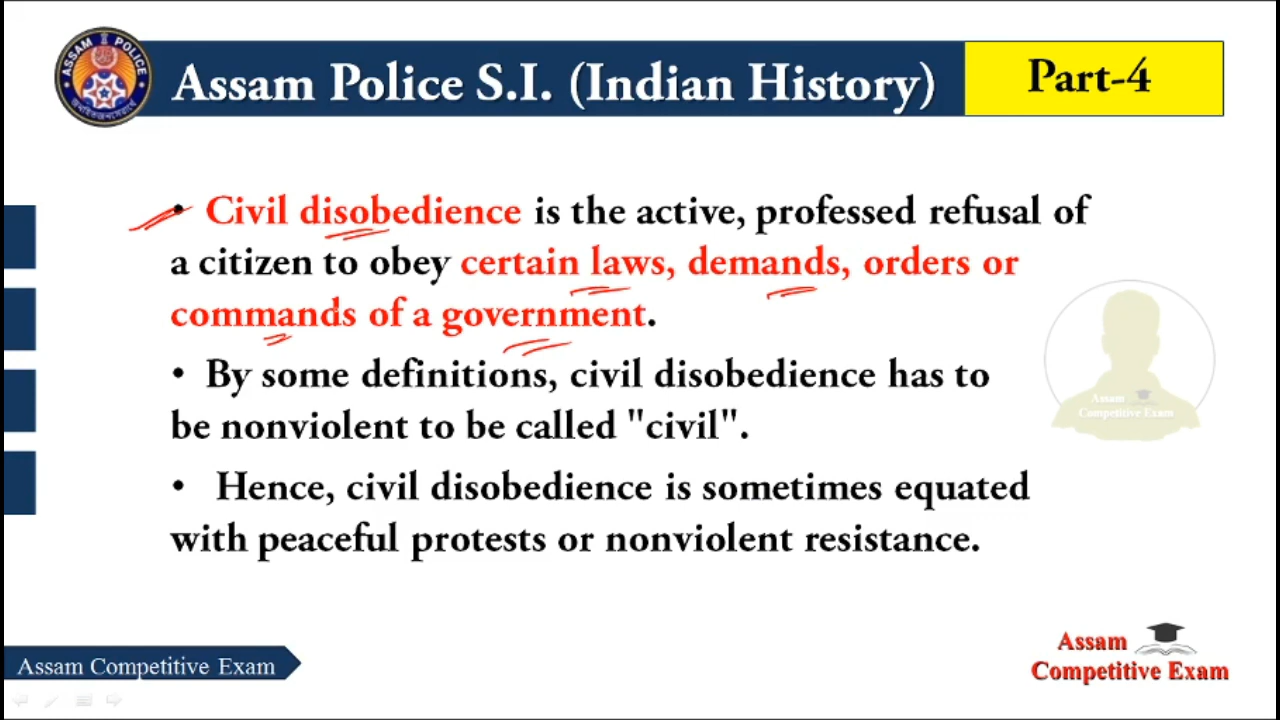 ASSAM POLICE
Assam Police S.I. (Indian History)
Part-4
• Civil disobedience is the active, professed refusal of
a citizen to obey certain laws, demands, orders or
commands of a government.
• By some definitions, civil disobedience has to
be nonviolent to be called "civil".
• Hence, civil disobedience is sometimes equated
with peaceful protests or nonviolent resistance.
Assam
Competitive Exam
Assam Competitive Exam
Assam
Competitive Exam